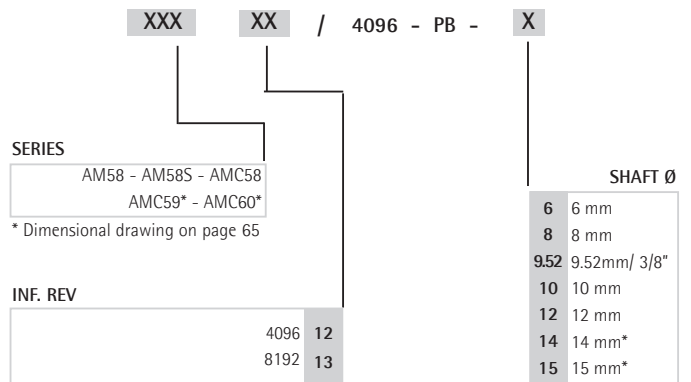 XXX XX / 4096 - PB - X
SERIES
AM58 - AM58S - AMC58
AMC59* - AMC60*
* Dimensional drawing on page 65
INF. REV
4096 12
8192 13
SHAFT Ø
6 6 mm
8 8 mm
9.52 9.52mm/ 3/8"
10 10 mm
12 12 mm
14 14 mm*
15 15 mm*